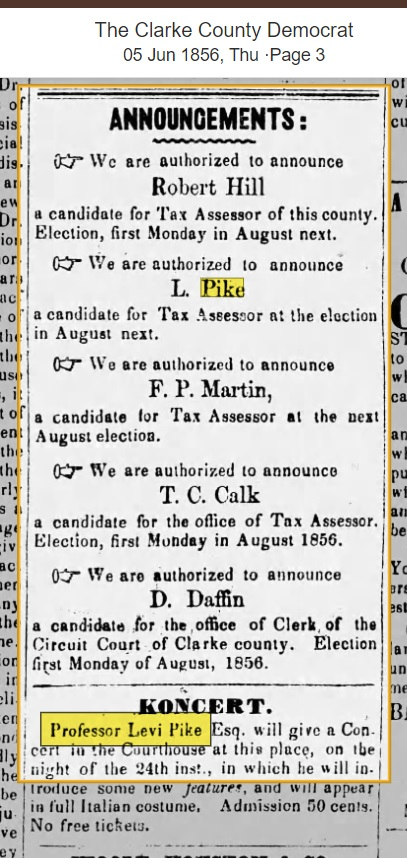 The Clarke County Democrat
05 Jun 1856, Thu ·Page 3
ANNOUNCEMENTS:
We are authorized to announce
Robert Hill
a candidate for Tax Assessor of this county.
Election, first Monday in August next.
We are authorized to announce
L. Pike
a candidate for Tax Assessor at the election
in August next.
We are authorized to announce
F. P. Martin,
a candidate for Tax Assessor at the next
August election.
We are authorized to announce
T. C. Calk
a candidate for the office of Tax Assessor.
Election, first Monday in August 1856.
We are authorized to announce
D. Daffin
a candidate for the office of Clerk of the
Circuit Court of Clarke county. Election
first Monday of August, 1856.
KONCERT.
Professor Levi Pike Esq. will give a Con-
cert in the Courthouse at this place, on the
night of the 24th inst., in which he will in-
troduce some new features, and will appear
in full Italian costume. Admission 50 cents.
No free tickets.